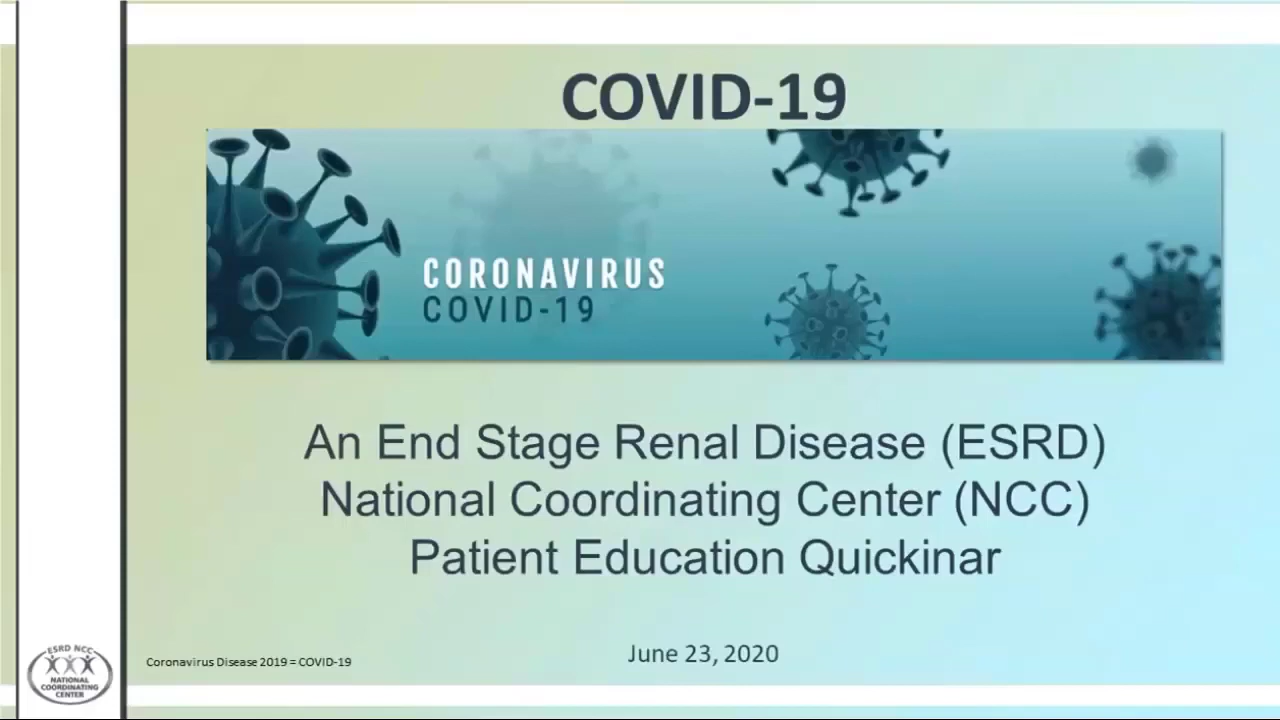 COVID-19
CORONAVIRUS
COVID-19
An End Stage Renal Disease (ESRD)
National Coordinating Center (NCC)
Patient Education Quickinar
June 23, 2020
Coronavirus Disease 2019 = COVID-19
ESRD NCC
NATIONAL
COORDINATING
CENTER